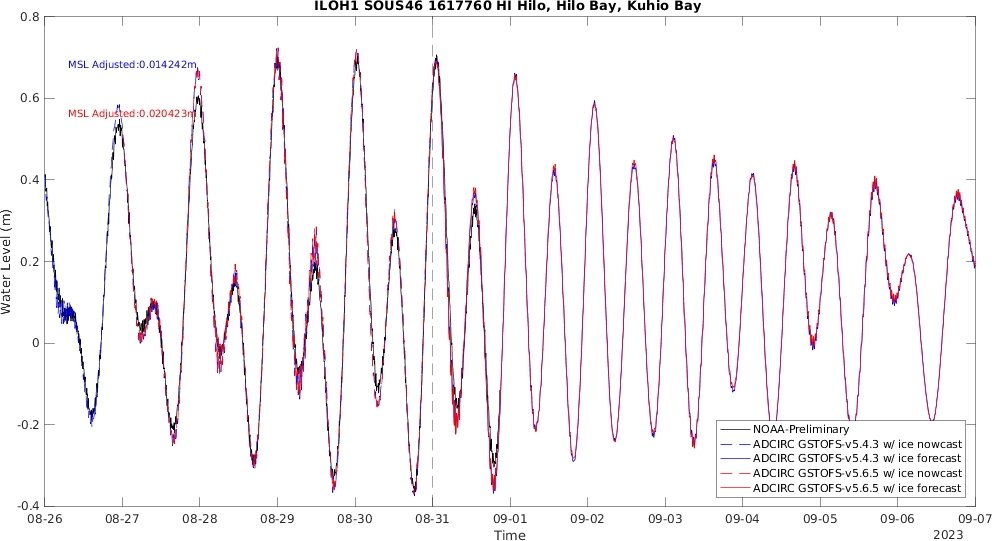 ILOH1 SOUS46 1617760 HI Hilo, Hilo Bay, Kuhio Bay
0.8
MSL Adjusted:0.014242m
0.6
MSL Adjusted:0.020423m
0.4
Water Level (m)
0.2
0
-0.2
NOAA-Preliminary
ADCIRC GSTOFS-v5.4.3 w/ ice nowcast
ADCIRC GSTOFS-v5.4.3 w/ ice forecast
ADCIRC GSTOFS-v5.6.5 w/ ice nowcast
ADCIRC GSTOFS-v5.6.5 w/ ice forecast
-0.4
08-26 08-27 08-28 08-29 08-30 08-31 09-01 09-02 09-03 09-04 09-05 09-06 09-07
Time
2023